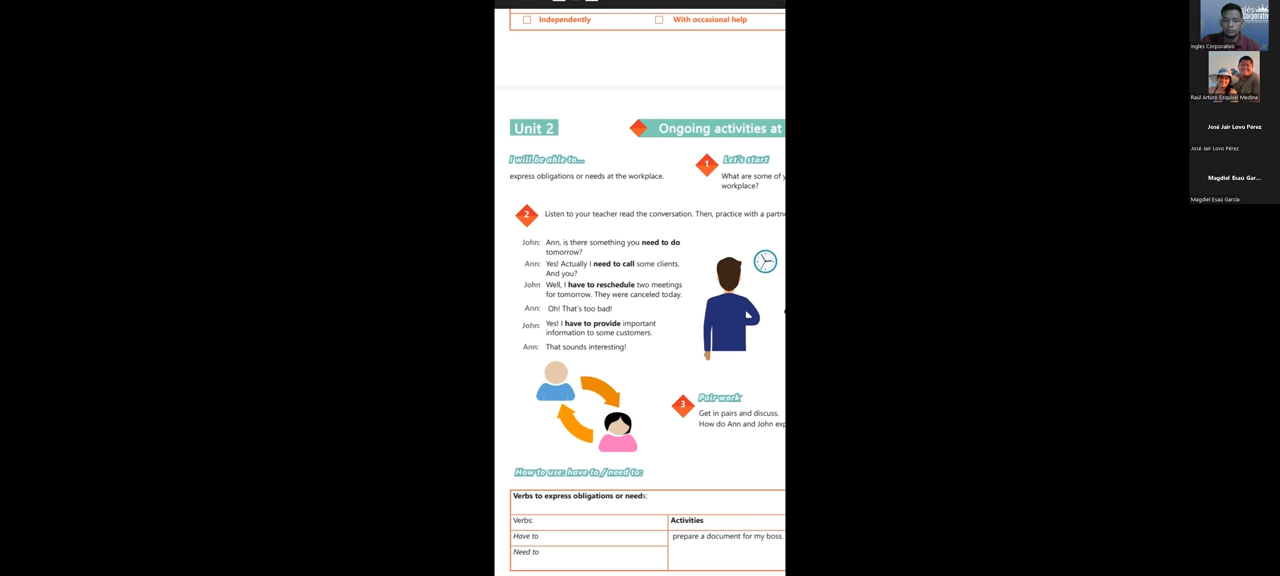 Independently
With occasional help
Unit 2
Ongoing activities at
I will be able to...
express obligations or needs at the workplace.
1
Let's start
What are some of y
workplace?
2
Listen to your teacher read the conversation. Then, practice with a partn
John: Ann, is there something you need to do
tomorrow?
Ann: Yes! Actually I need to call some clients.
And you?
John Well, I have to reschedule two meetings
for tomorrow. They were canceled today.
Ann: Oh! That's too bad!
John: Yes! I have to provide important
information to some customers.
Ann: That sounds interesting!
3
Pair work
Get in pairs and discuss.
How do Ann and John exp
How to use: have to/need to:
Verbs to express obligations or needs:
Verbs:
Activities
Have to
prepare a document for my boss.
Need to
Ingles Corporativo
Raúl Arturo Esquivel Medina
José Jair Lovo Pérez
José Jair Lovo Pérez
Magdiel Esaú Gar...
Magdiel Esaú García